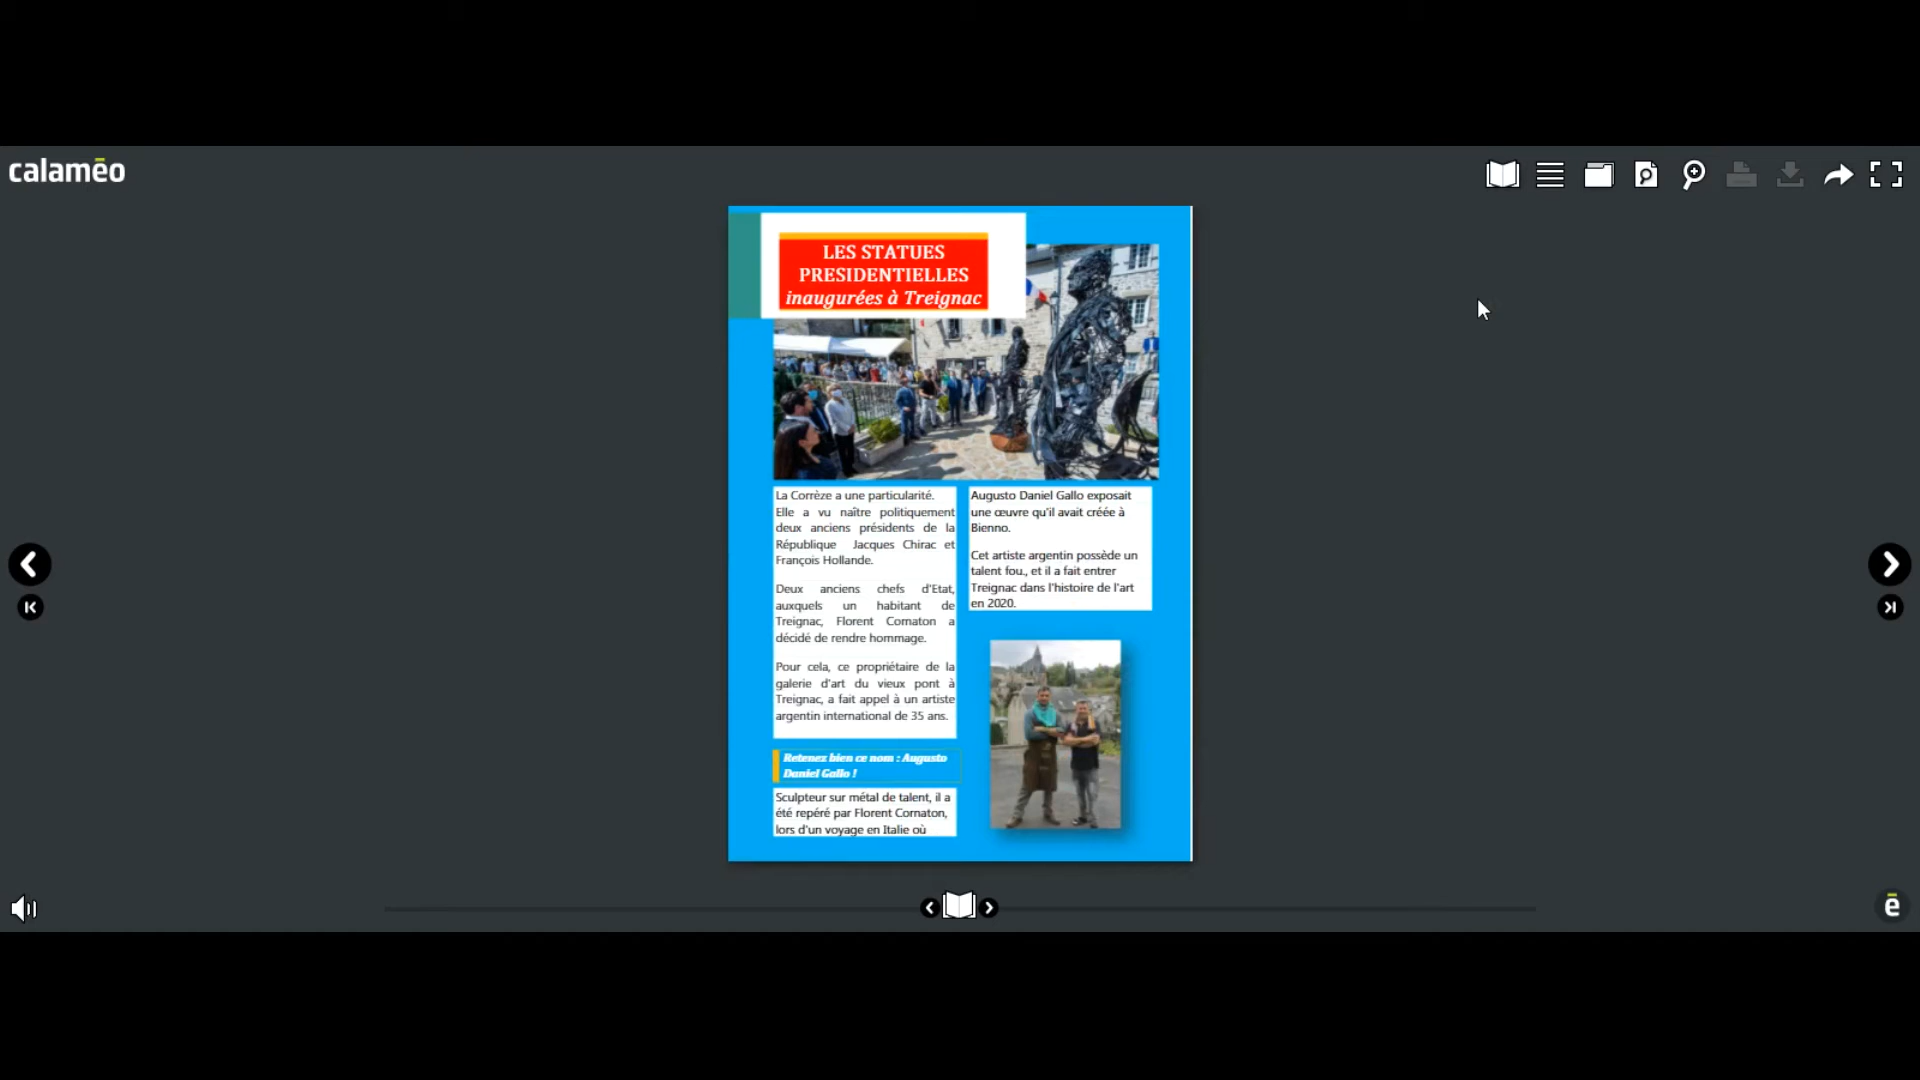 calamēo
LES STATUES
PRESIDENTIELLES
inaugurées à Treignac
La Corrèze a une particularité.
Elle a vu naître politiquement
deux anciens présidents de la
République Jacques Chirac et
François Hollande.
Deux anciens chefs d'Etat,
auxquels un habitant de
Treignac, Florent Cornaton a
décidé de rendre hommage.
Pour cela, ce propriétaire de la
galerie d'art du vieux pont à
Treignac, a fait appel à un artiste
argentin international de 35 ans.
Retenez bien ce nom : Augusto
Daniel Gallo !
Sculpteur sur métal de talent, il a
été repéré par Florent Cornaton,
lors d'un voyage en Italie où
Augusto Daniel Gallo exposait
une œuvre qu'il avait créée à
Bienno.
Cet artiste argentin possède un
talent fou., et il a fait entrer
Treignac dans l'histoire de l'art
en 2020.
ē